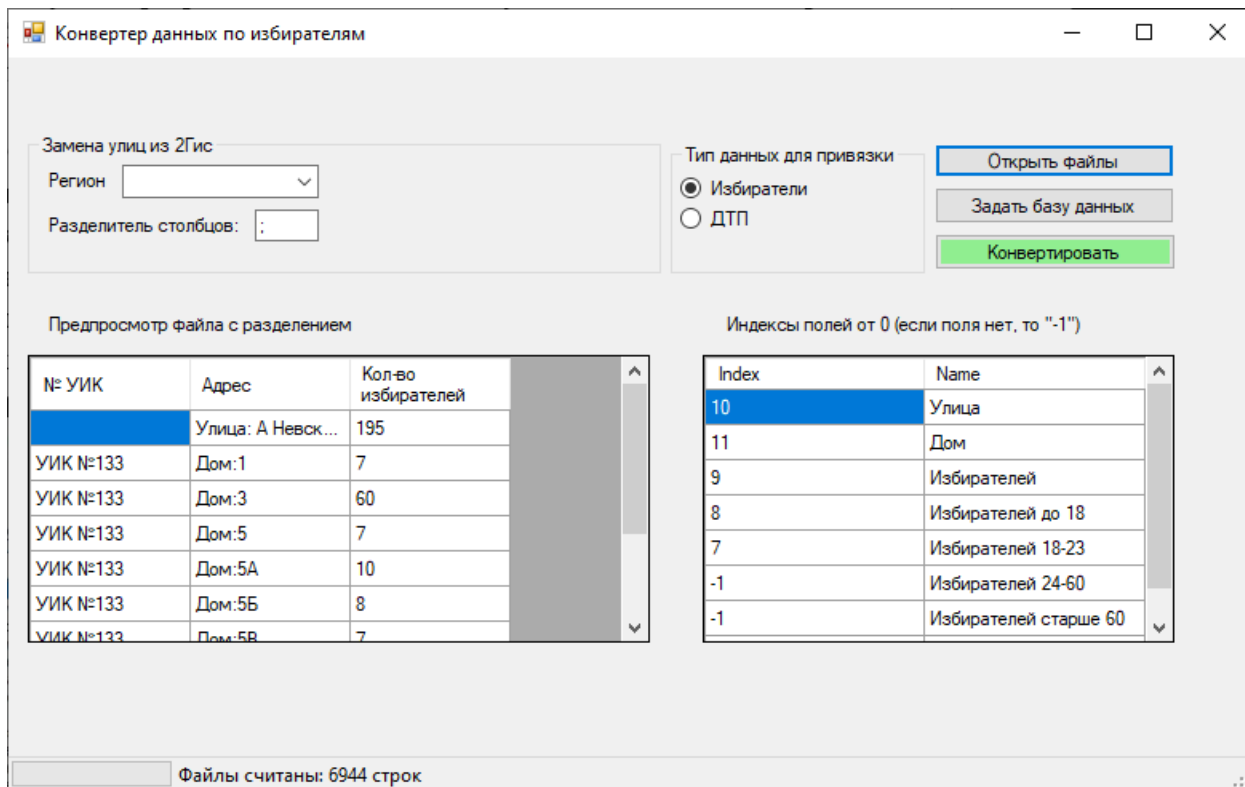 Конвертер данных по избирателям
Замена улиц из 2Гис
Регион
Разделитель столбцов: ;
Тип данных для привязки
Избиратели
ДТП
Открыть файлы
Задать базу данных
Конвертировать
Предпросмотр файла с разделением
№ УИК Адрес Кол-во избирателей
Улица: А Невск... 195
УИК №133 Дом:1 7
УИК №133 Дом:3 60
УИК №133 Дом:5 7
УИК №133 Дом:5А 10
УИК №133 Дом:5Б 8
УИК №133 Дом:5В 7
Индексы полей от 0 (если поля нет, то "-1")
Index Name
10 Улица
11 Дом
9 Избирателей
8 Избирателей до 18
7 Избирателей 18-23
-1 Избирателей 24-60
-1 Избирателей старше 60
Файлы считаны: 6944 строк